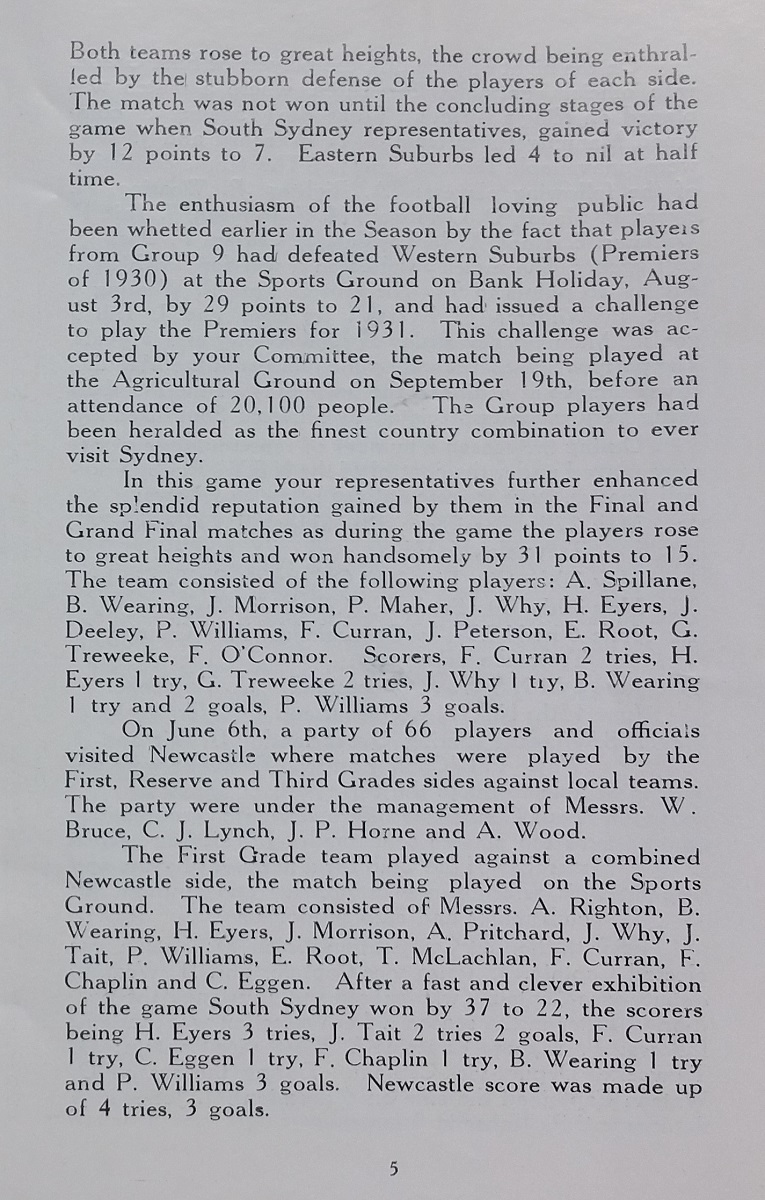 Both teams rose to great heights, the crowd being enthral-
led by the stubborn defense of the players of each side.
The match was not won until the concluding stages of the
game when South Sydney representatives, gained victory
by 12 points to 7. Eastern Suburbs led 4 to nil at half
time.
The enthusiasm of the football loving public had
been whetted earlier in the Season by the fact that players
from Group 9 had defeated Western Suburbs (Premiers
of 1930) at the Sports Ground on Bank Holiday, Aug-
ust 3rd, by 29 points to 21, and had issued a challenge
to play the Premiers for 1931. This challenge was ac-
cepted by your Committee, the match being played at
the Agricultural Ground on September 19th, before an
attendance of 20,100 people. The Group players had
been heralded as the finest country combination to ever
visit Sydney.
In this game your representatives further enhanced
the splendid reputation gained by them in the Final and
Grand Final matches as during the game the players rose
to great heights and won handsomely by 31 points to 15.
The team consisted of the following players: A. Spillane,
B. Wearing, J. Morrison, P. Maher, J. Why, H. Eyers, J.
Deeley, P. Williams, F. Curran, J. Peterson, E. Root, G.
Treweeke, F. O'Connor. Scorers, F. Curran 2 tries, H.
Eyers 1 try, G. Treweeke 2 tries, J. Why 1 try, B. Wearing
1 try and 2 goals, P. Williams 3 goals.
On June 6th, a party of 66 players and officials
visited Newcastle where matches were played by the
First, Reserve and Third Grades sides against local teams.
The party were under the management of Messrs. W.
Bruce, C. J. Lynch, J. P. Horne and A. Wood.
The First Grade team played against a combined
Newcastle side, the match being played on the Sports
Ground. The team consisted of Messrs. A. Righton, B.
Wearing, H. Eyers, J. Morrison, A. Pritchard, J. Why, J.
Tait, P. Williams, E. Root, T. McLachlan, F. Curran, F.
Chaplin and C. Eggen. After a fast and clever exhibition
of the game South Sydney won by 37 to 22, the scorers
being H. Eyers 3 tries, J. Tait 2 tries 2 goals, F. Curran
1 try, C. Eggen 1 try, F. Chaplin 1 try, B. Wearing 1 try
and P. Williams 3 goals. Newcastle score was made up
of 4 tries, 3 goals.
5